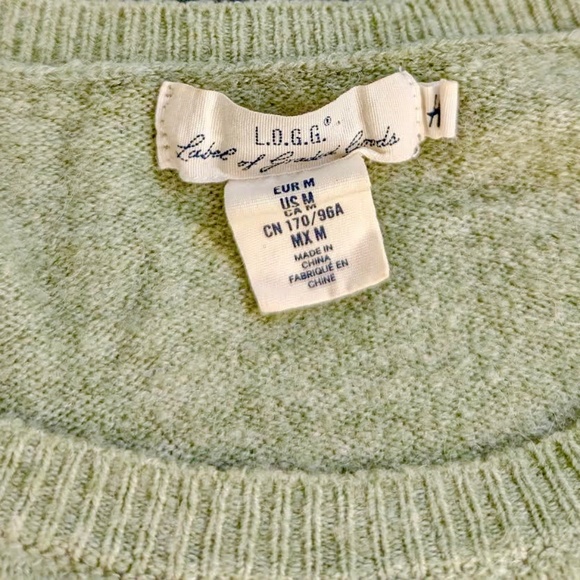 L.O.G.G.®
Label of Graded Goods
EUR M
US M
CA M
CN 170/96A
MX M
MADE IN
CHINA
FABRIQUÉ EN
CHINE